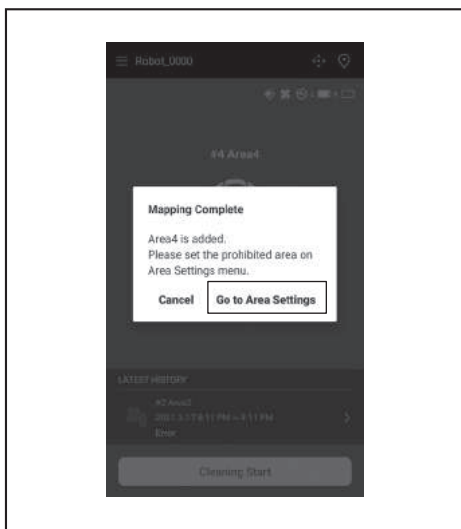 Robot_0000
#4 Area4
Mapping Complete
Area4 is added.
Please set the prohibited area on
Area Settings menu.
Cancel Go to Area Settings
LATEST HISTORY
#2 Area2
Error
Cleaning Start